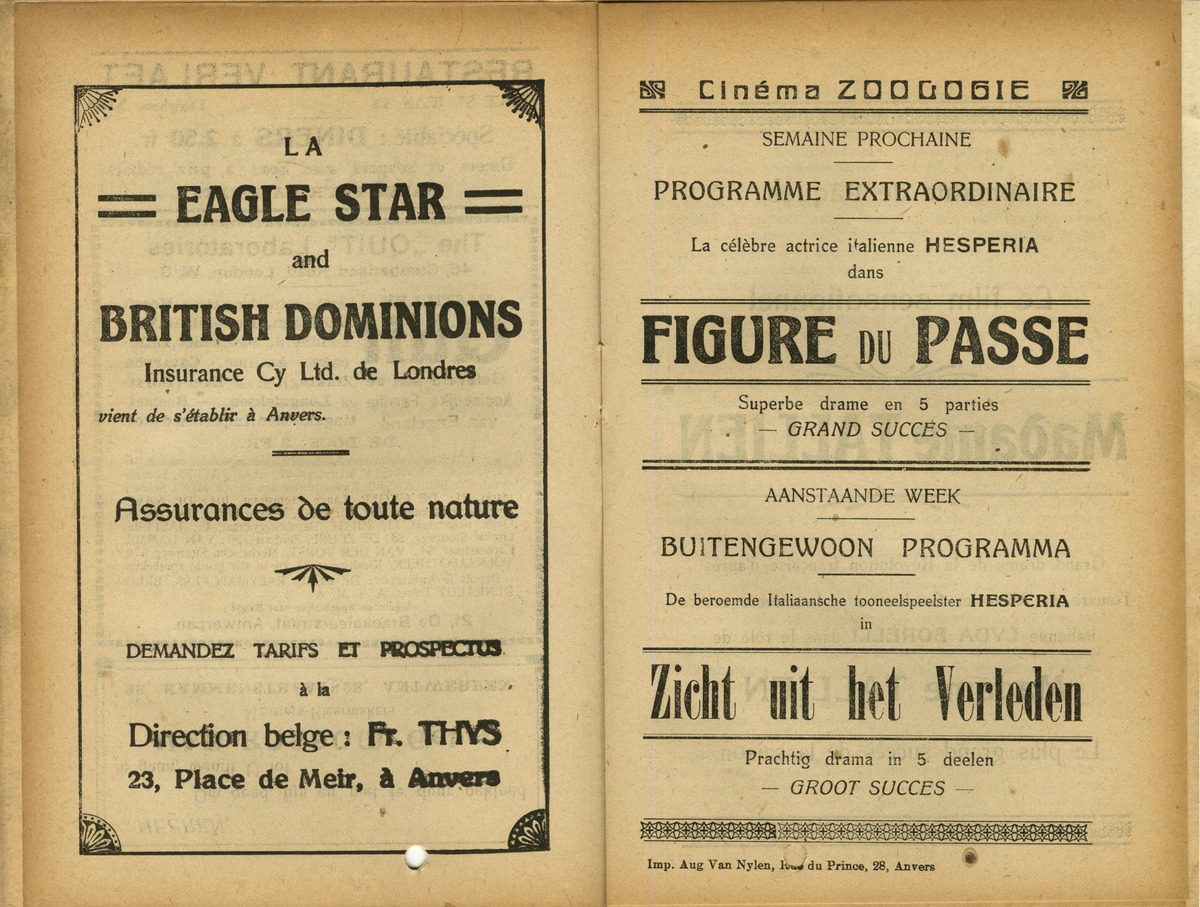 LA
EAGLE STAR
and
BRITISH DOMINIONS
Insurance Cy Ltd. de Londres
vient de s'établir à Anvers.
Assurances de toute nature
DEMANDEZ TARIFS ET PROSPECTUS
à la
Direction belge : Fr. THYS
23, Place de Meir, à Anvers
Cinéma ZOOLOGIE
SEMAINE PROCHAINE
PROGRAMME EXTRAORDINAIRE
La célèbre actrice italienne HESPERIA
dans
FIGURE DU PASSE
Superbe drame en 5 parties
— GRAND SUCCES —
AANSTAANDE WEEK
BUITENGEWOON PROGRAMMA
De beroemde Italiaansche tooneelspeelster HESPERIA
in
Zicht uit het Verleden
Prachtig drama in 5 deelen
— GROOT SUCCES —
Imp. Aug Van Nylen, Rue du Prince, 28, Anvers